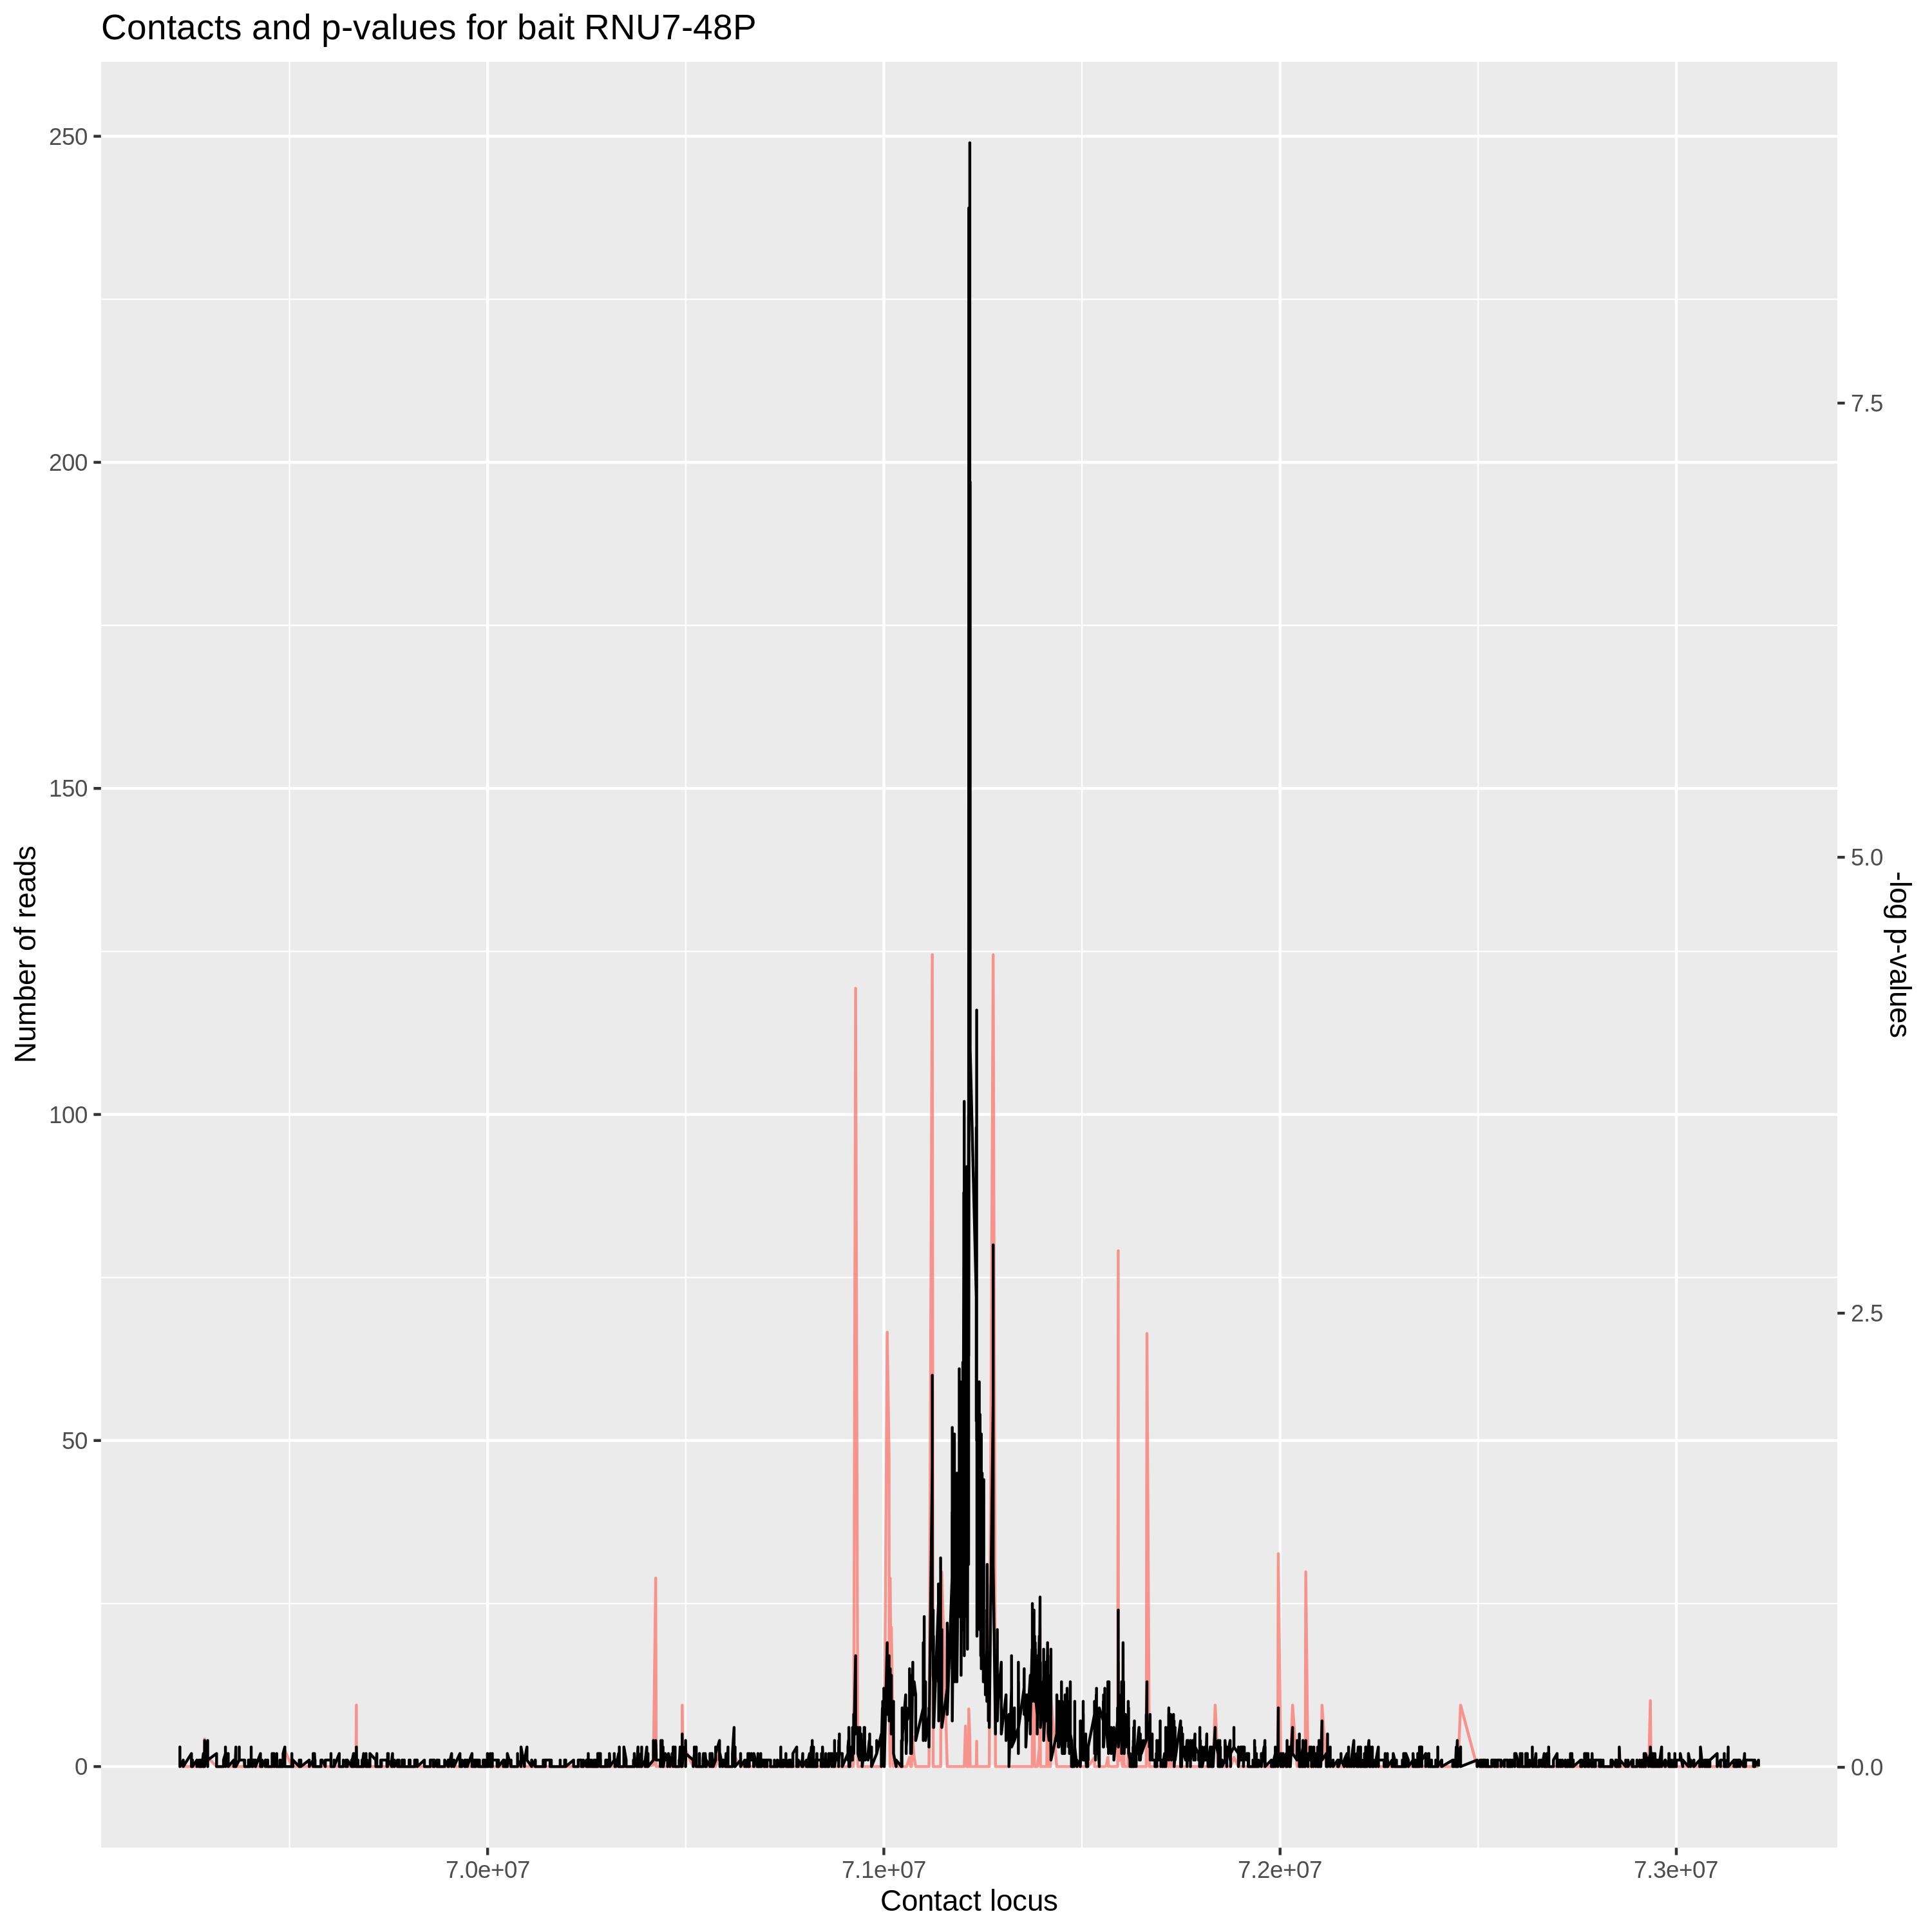 Contacts and p-values for bait RNU7-48P
250
200
150
100
50
0
Number of reads
7.5
5.0
2.5
0.0
-log p-values
7.0e+07
7.1e+07
7.2e+07
7.3e+07
Contact locus